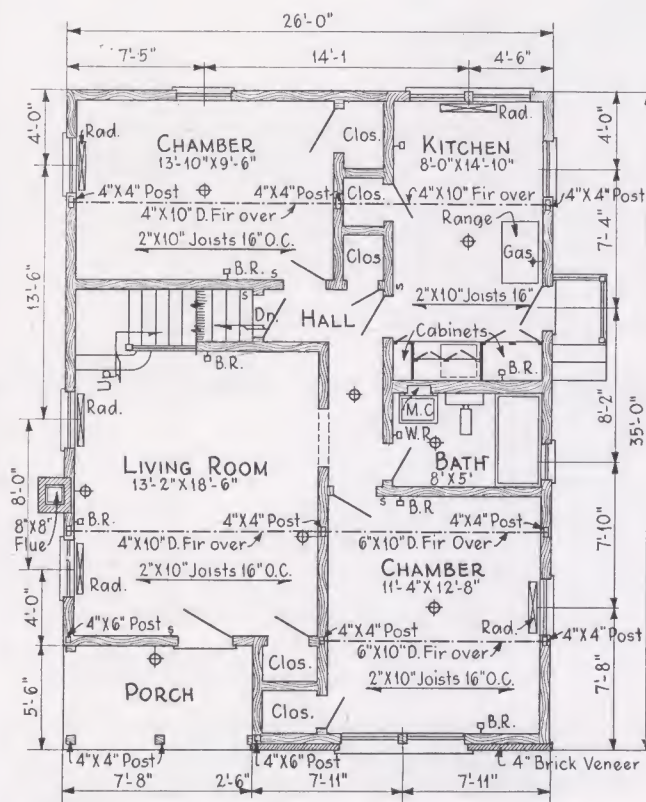 26'-0"
7'-5" 14'-1 4'-6"
4'-0"
Rad.
CHAMBER
13'-10"X9'-6"
Clos.
KITCHEN
8'-0"X14'-10"
Rad.
4'-0"
4"X4" Post
4"X4" Post
Clos.
4"X10" Fir over
4"X4" Post
4"X10" D. Fir over
Range
2"X10" Joists 16" O.C.
Gas
7'-4"
B.R. s
Clos
s
13'-6"
s
Dn.
HALL
2"X10" Joists 16"
Cabinets
B.R.
B.R.
Up
M.C.
8'-2"
35'-0"
Rad.
W.R.
LIVING ROOM
13'-2"X18'-6"
BATH
8'X5'
s
8'-0"
8"X8"
Flue
B.R.
4"X4" Post
B.R
4"X4" Post
4"X10" D. Fir over
6"X10" D. Fir Over
2"X10" Joists 16" O.C.
CHAMBER
11'-4"X12'-8"
7'-10"
Rad.
4'-0"
Rad.
4"X6" Post
s
4"X4" Post
4"X4" Post
6"X10" D. Fir over
Clos.
5'-6"
PORCH
2"X10" Joists 16" O.C.
7'-8"
Clos.
B.R.
4"X4" Post
4"X6" Post
4" Brick Veneer
7'-8" 2'-6" 7'-11" 7'-11"